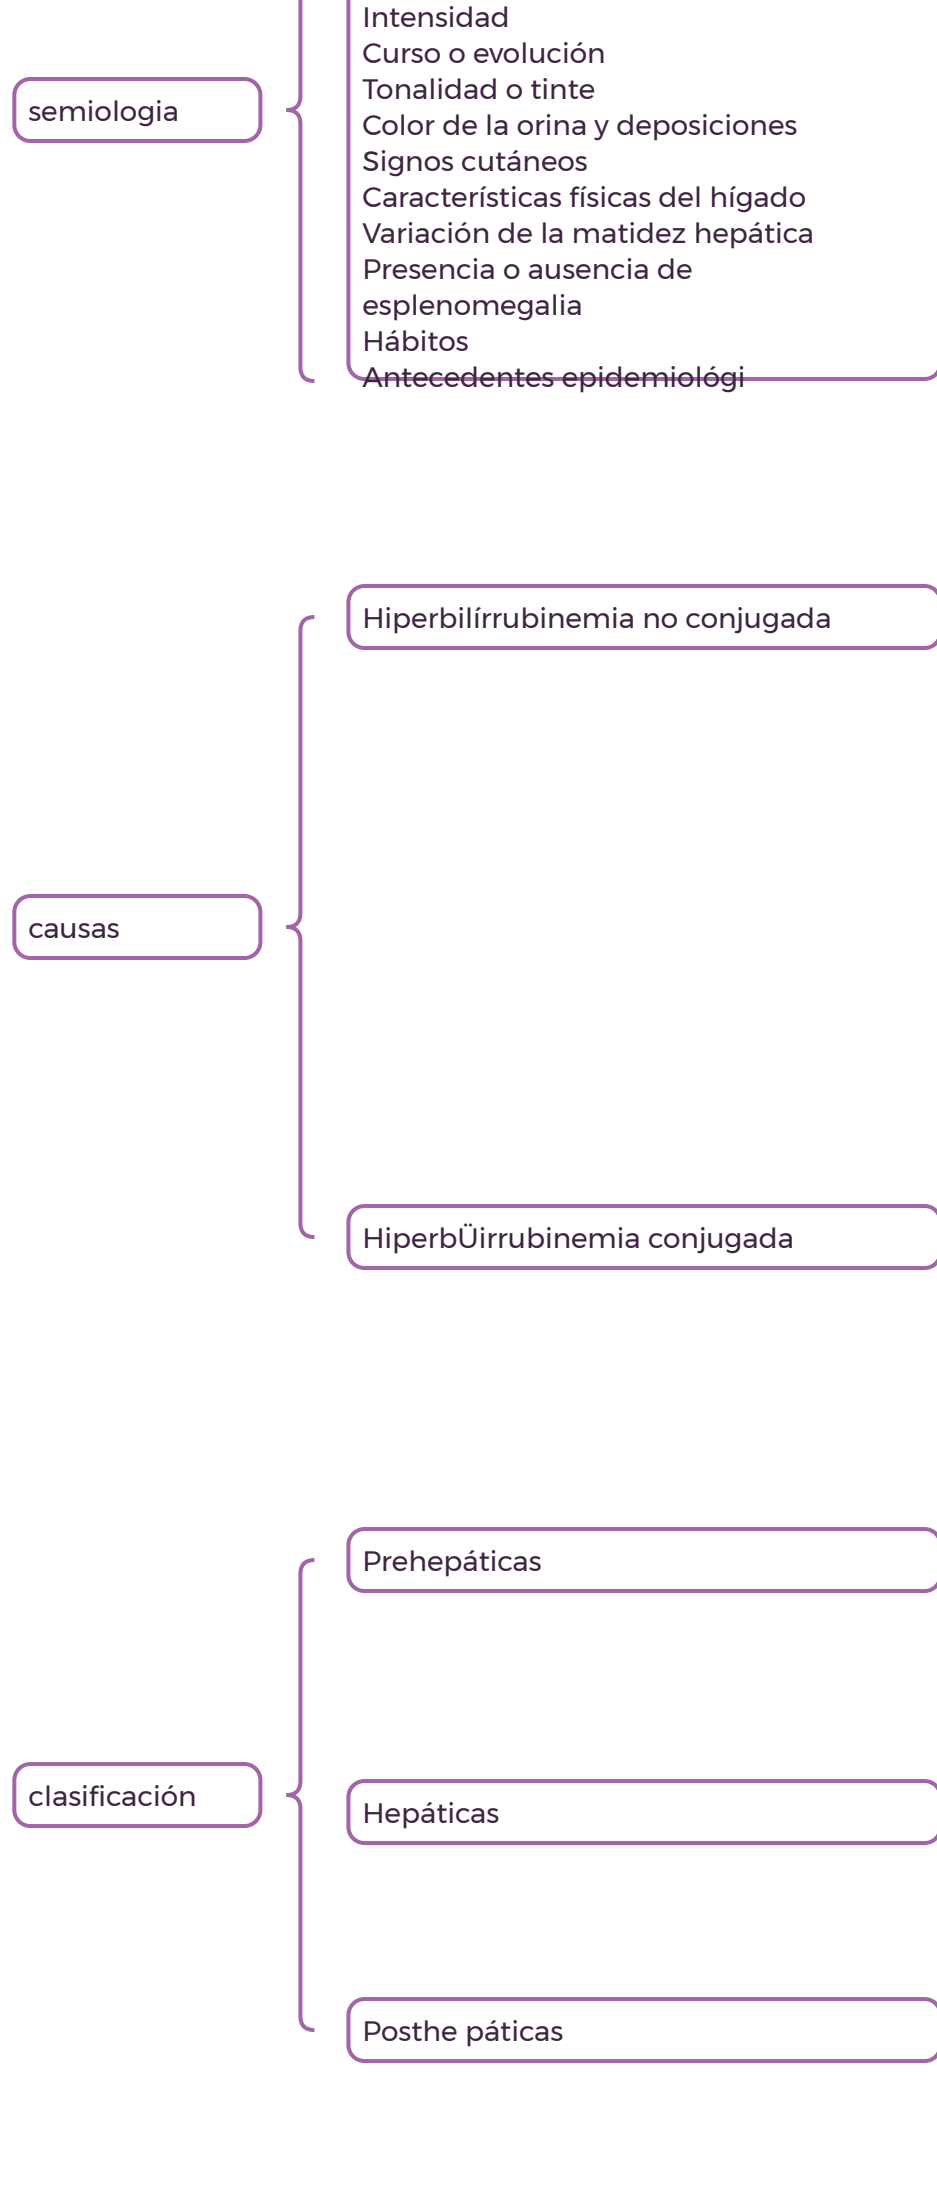 Intensidad
Curso o evolución
semiologia
Tonalidad o tinte
Color de la orina y deposiciones
Signos cutáneos
Características físicas del hígado
Variación de la matidez hepática
Presencia o ausencia de
esplenomegalia
Hábitos
Antecedentes epidemiológi
Hiperbilírrubinemia no conjugada
causas
HiperbÜirrubinemia conjugada
Prehepáticas
clasificación
Hepáticas
Posthe páticas